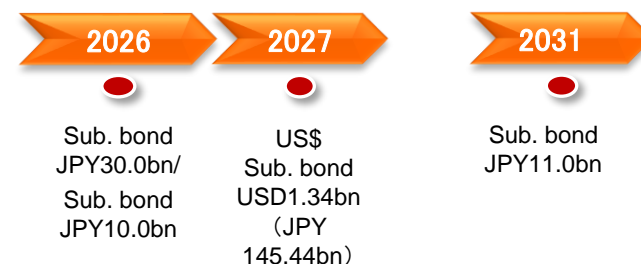 2026
2027
2031
Sub. bond
JPY30.0bn/
Sub. bond
JPY10.0bn
US$
Sub. bond
USD1.34bn
（JPY
145.44bn）
Sub. bond
JPY11.0bn